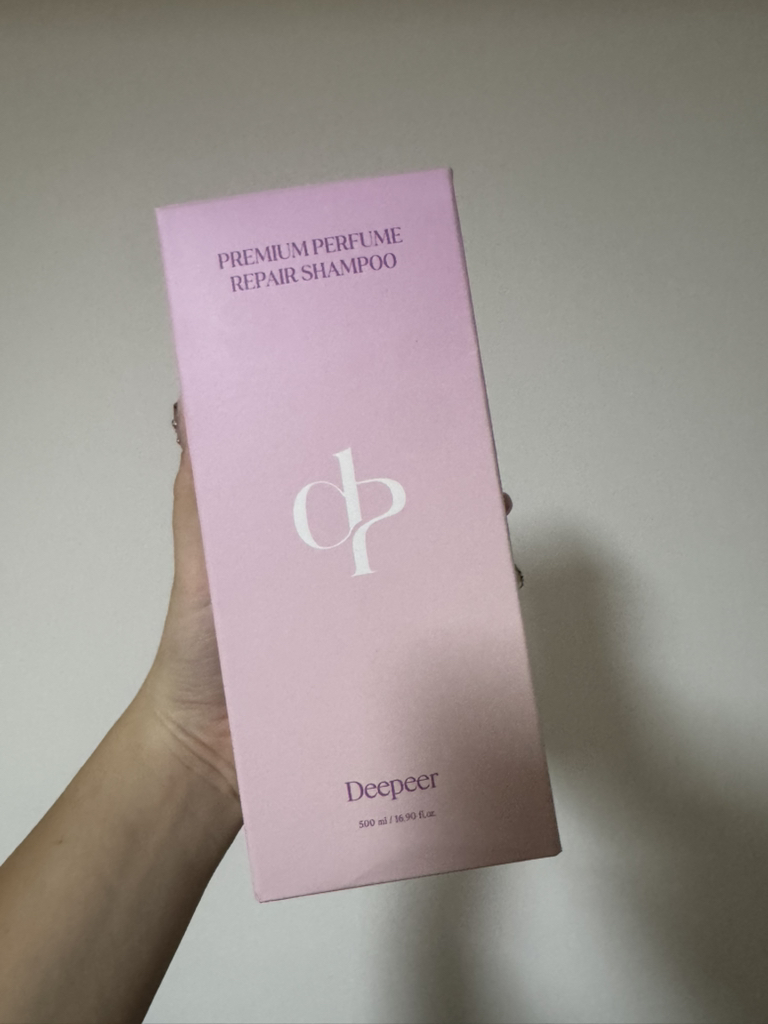 PREMIUM PERFUME
REPAIR SHAMPOO
dp
Deepeer
500 ml / 16.90 fl.oz.